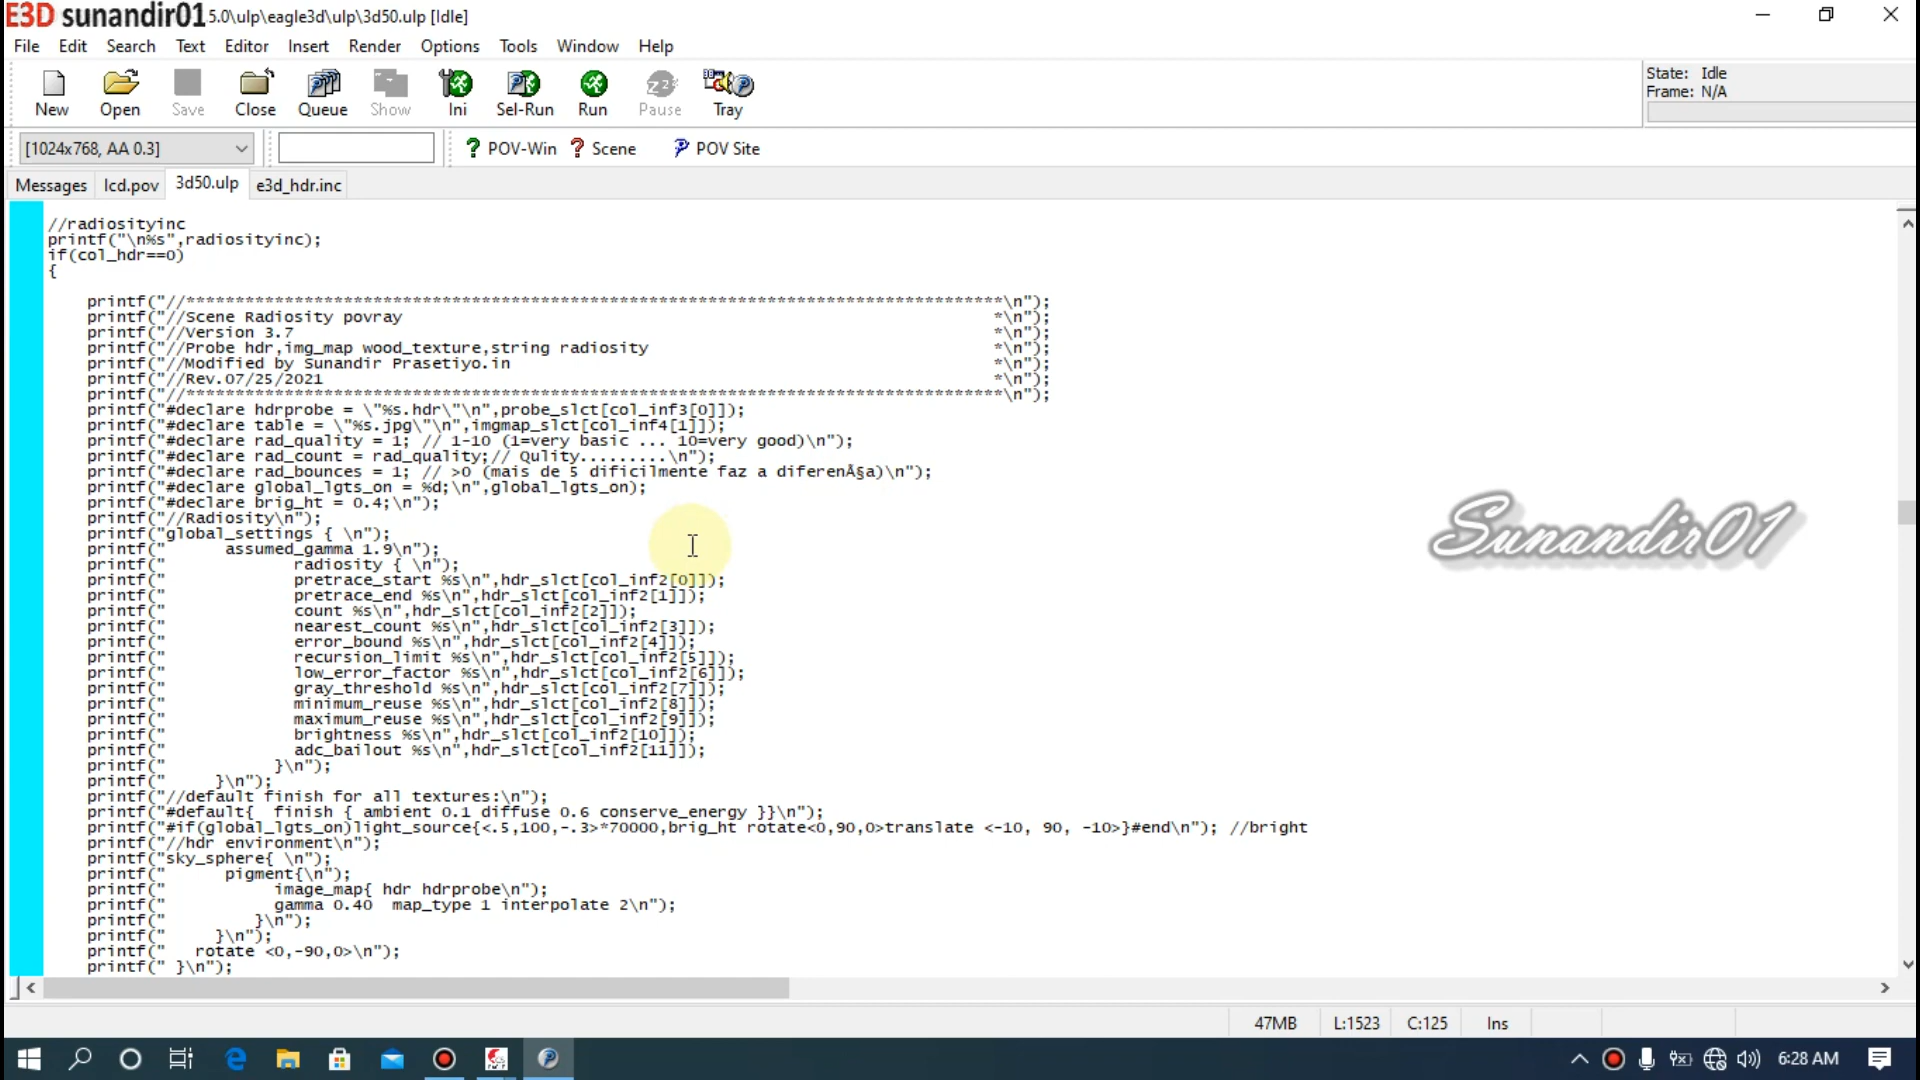 E3D sunandir01 5.0\ulp\eagle3d\ulp\3d50.ulp [Idle]
File Edit Search Text Editor Insert Render Options Tools Window Help
New Open Save Close Queue Show Ini Sel-Run Run Pause Tray
State: Idle
Frame: N/A
[1024x768, AA 0.3] POV-Win Scene POV Site
Messages lcd.pov 3d50.ulp e3d_hdr.inc
//radiosityinc
printf("\n%s",radiosityinc);
if(col_hdr==0)
{
printf("//***********************************************************************************\n");
printf("//Scene Radiosity povray *\n");
printf("//Version 3.7 *\n");
printf("//Probe hdr,img_map wood_texture,string radiosity *\n");
printf("//Modified by Sunandir Prasetiyo.in *\n");
printf("//Rev.07/25/2021 *\n");
printf("//***********************************************************************************\n");
printf("#declare hdrprobe = \"%s.hdr\"\n",probe_slct[col_inf3[0]]);
printf("#declare table = \"%s.jpg\"\n",imgmap_slct[col_inf4[1]]);
printf("#declare rad_quality = 1; // 1-10 (1=very basic ... 10=very good)\n");
printf("#declare rad_count = rad_quality;// Qulity.........\n");
printf("#declare rad_bounces = 1; // >0 (mais de 5 dificilmente faz a diferenÃ§a)\n");
printf("#declare global_lgts_on = %d;\n",global_lgts_on);
printf("#declare brig_ht = 0.4;\n");
printf("//Radiosity\n");
printf("global_settings { \n");
printf(" assumed_gamma 1.9\n");
printf(" radiosity { \n");
printf(" pretrace_start %s\n",hdr_slct[col_inf2[0]]);
printf(" pretrace_end %s\n",hdr_slct[col_inf2[1]]);
printf(" count %s\n",hdr_slct[col_inf2[2]]);
printf(" nearest_count %s\n",hdr_slct[col_inf2[3]]);
printf(" error_bound %s\n",hdr_slct[col_inf2[4]]);
printf(" recursion_limit %s\n",hdr_slct[col_inf2[5]]);
printf(" low_error_factor %s\n",hdr_slct[col_inf2[6]]);
printf(" gray_threshold %s\n",hdr_slct[col_inf2[7]]);
printf(" minimum_reuse %s\n",hdr_slct[col_inf2[8]]);
printf(" maximum_reuse %s\n",hdr_slct[col_inf2[9]]);
printf(" brightness %s\n",hdr_slct[col_inf2[10]]);
printf(" adc_bailout %s\n",hdr_slct[col_inf2[11]]);
printf(" }\n");
printf(" }\n");
printf("//default finish for all textures:\n");
printf("#default{ finish { ambient 0.1 diffuse 0.6 conserve_energy }}\n");
printf("#if(global_lgts_on)light_source{<.5,100,-.3>*70000,brig_ht rotate<0,90,0>translate <-10, 90, -10>}#end\n"); //bright
printf("//hdr environment\n");
printf("sky_sphere{ \n");
printf(" pigment{\n");
printf(" image_map{ hdr hdrprobe\n");
printf(" gamma 0.40 map_type 1 interpolate 2\n");
printf(" }\n");
printf(" }\n");
printf(" rotate <0,-90,0>\n");
printf(" }\n");
Sunandir01
47MB L:1523 C:125 Ins
6:28 AM